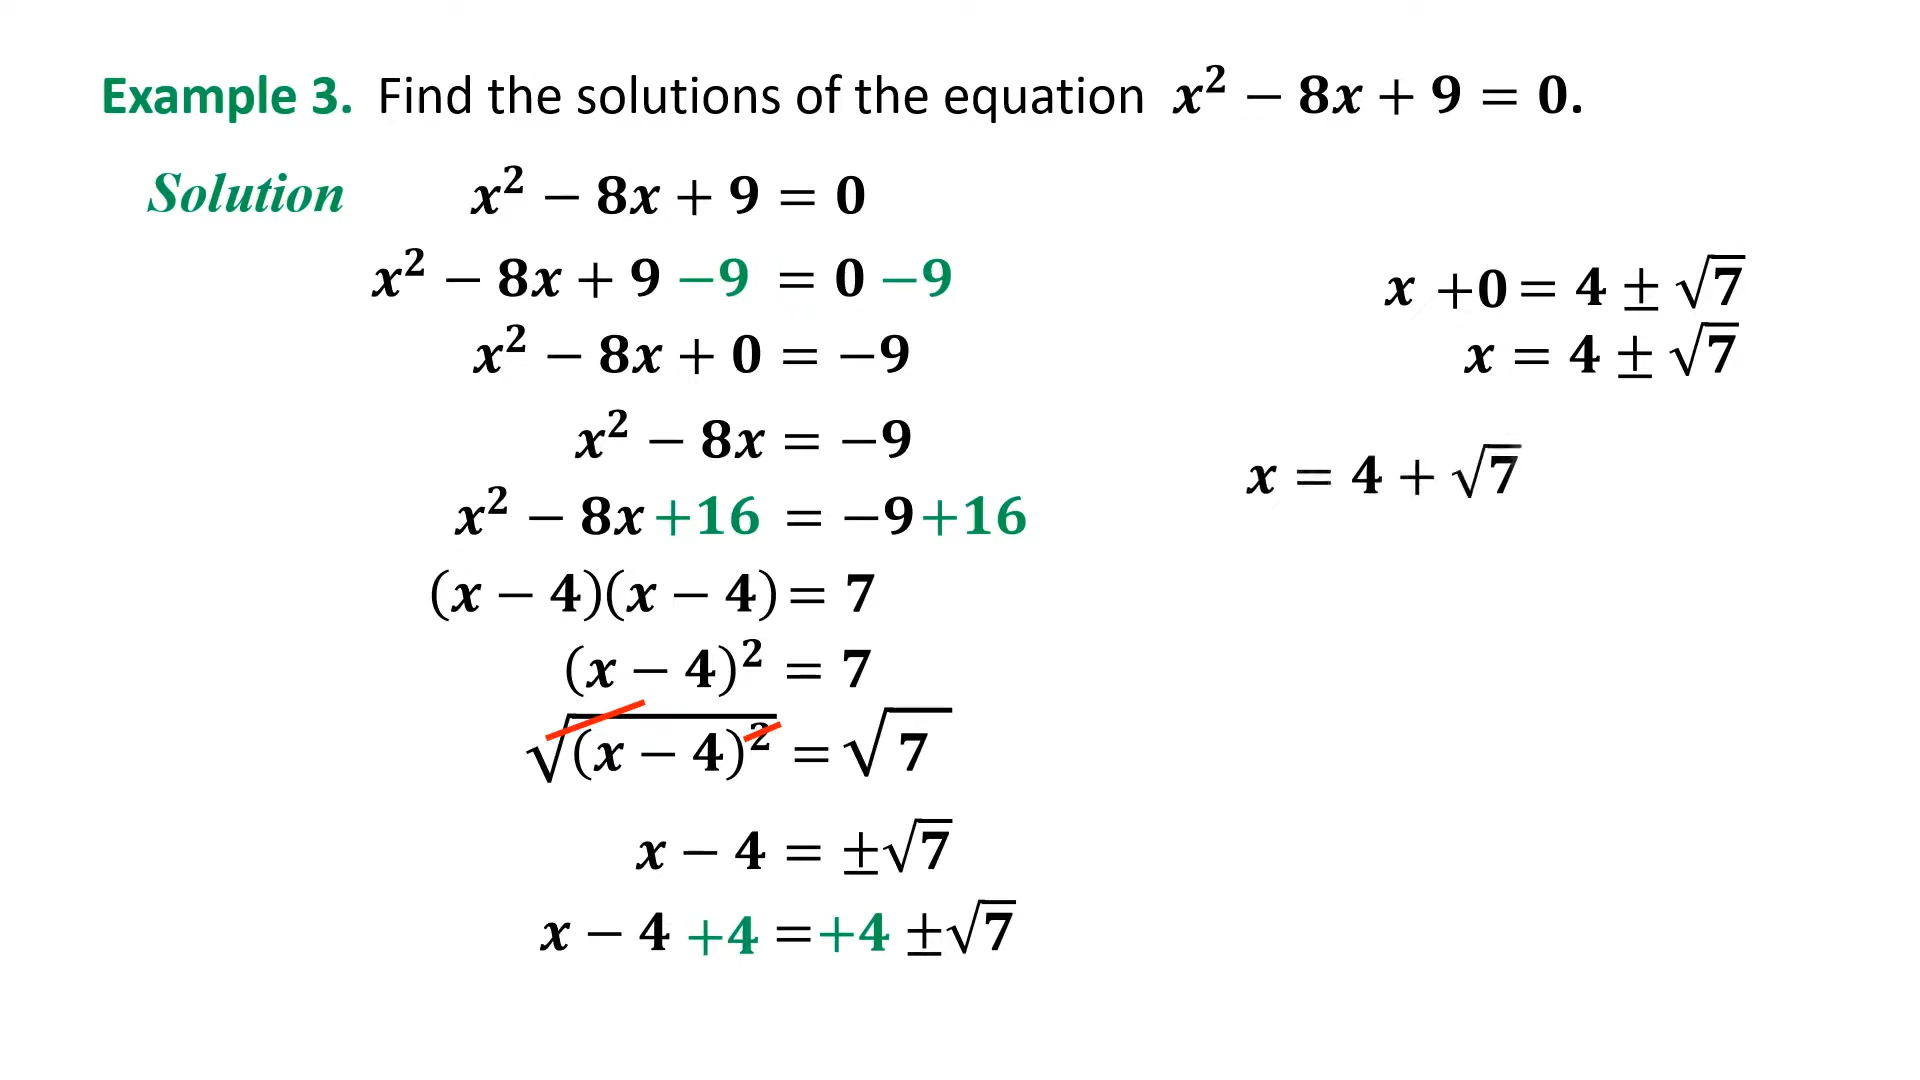 Example 3. Find the solutions of the equation x² − 8x + 9 = 0.
Solution x² − 8x + 9 = 0
x² − 8x + 9 −9 = 0 −9
x² − 8x + 0 = −9
x² − 8x = −9
x² − 8x +16 = −9 +16
(x − 4)(x − 4) = 7
(x − 4)² = 7
√(x − 4)² = √7
x − 4 = ±√7
x − 4 +4 = +4 ±√7
x +0 = 4 ± √7
x = 4 ± √7
x = 4 + √7